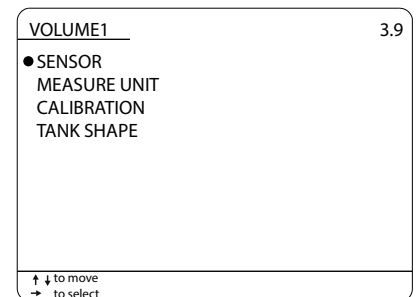 VOLUME1 3.9
SENSOR
MEASURE UNIT
CALIBRATION
TANK SHAPE
↑ ↓ to move
→ to select